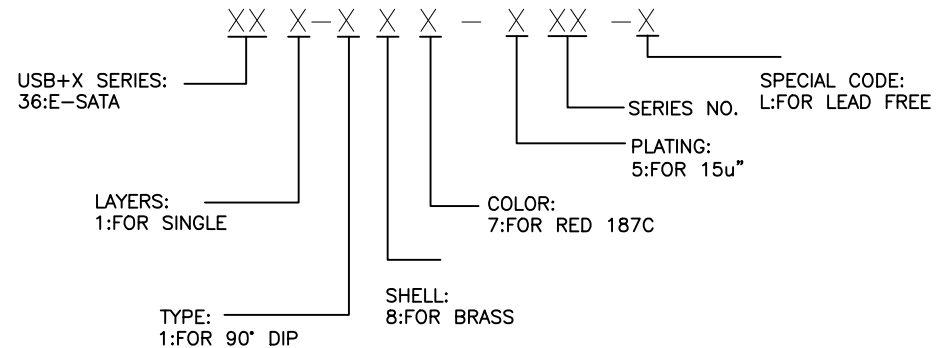 XX X-X X X - X XX -X
USB+X SERIES:
36:E-SATA
SPECIAL CODE:
L:FOR LEAD FREE
SERIES NO.
PLATING:
5:FOR 15u"
LAYERS:
1:FOR SINGLE
COLOR:
7:FOR RED 187C
SHELL:
8:FOR BRASS
TYPE:
1:FOR 90° DIP